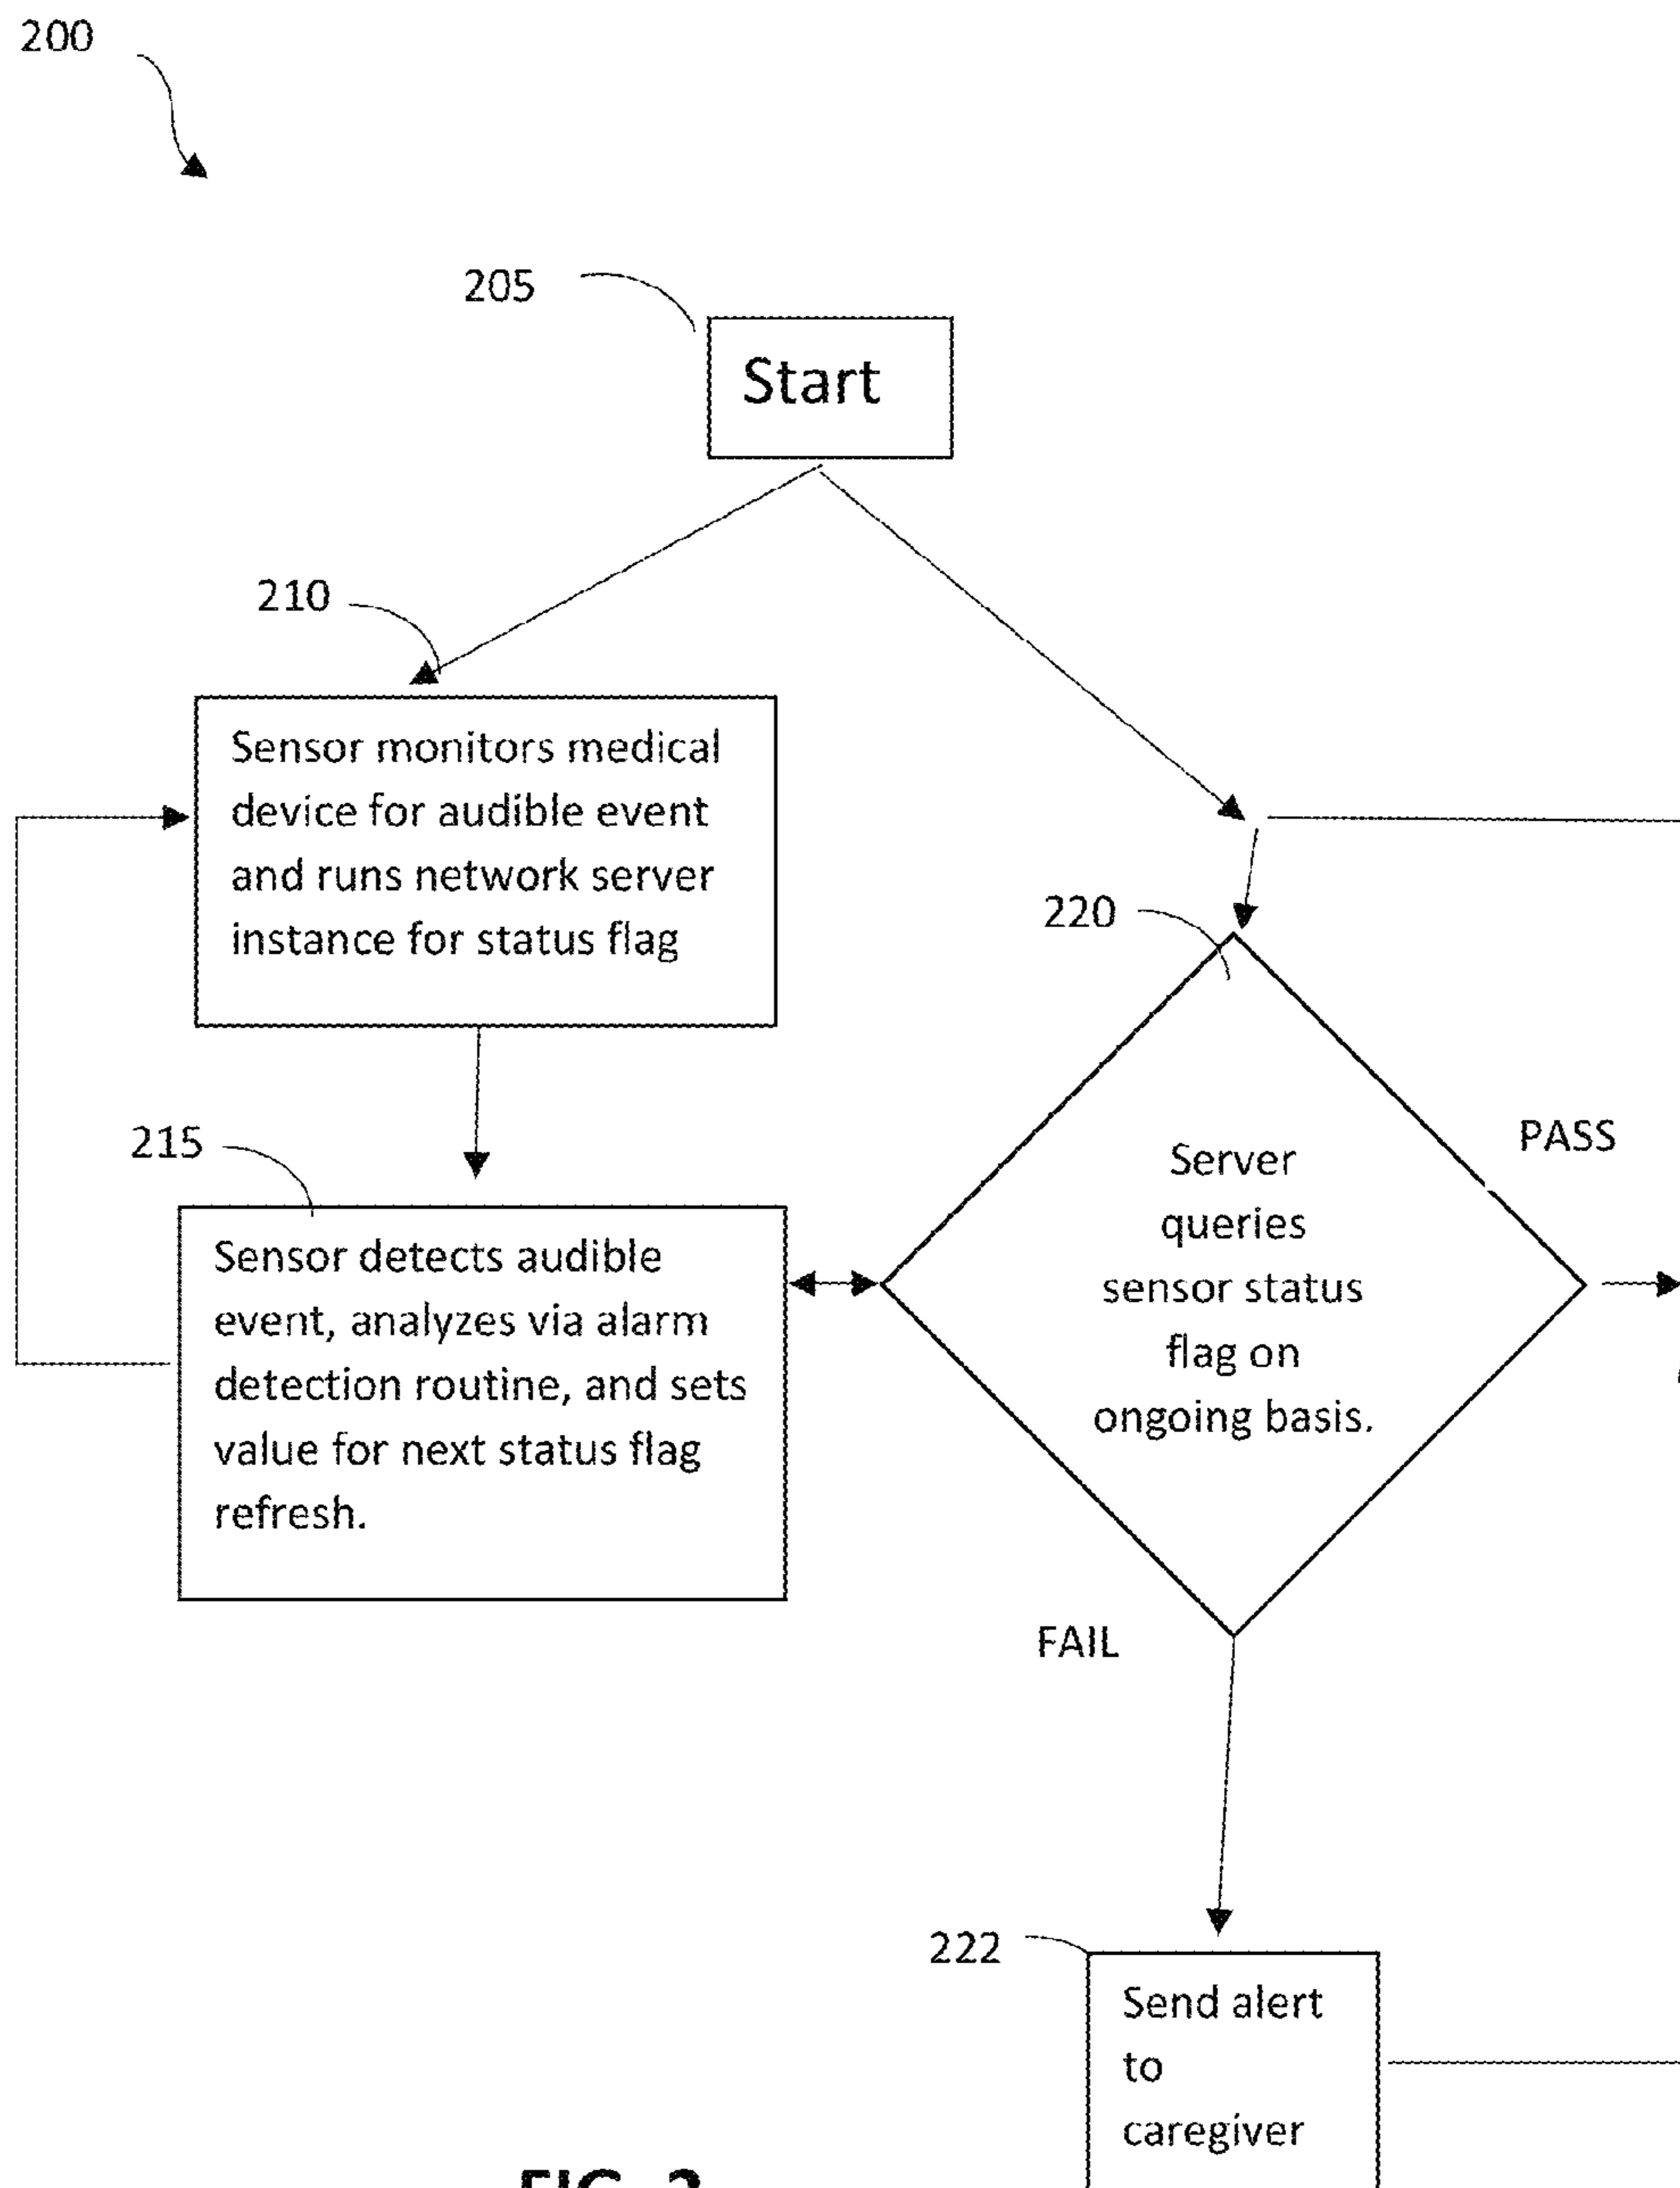 200
205
Start
210
Sensor monitors medical
device for audible event
and runs network server
instance for status flag
220
215
Sensor detects audible
event, analyzes via alarm
detection routine, and sets
value for next status flag
refresh.
Server
queries
sensor status
flag on
ongoing basis.
PASS
FAIL
222
Send alert
to
caregiver
FIG.